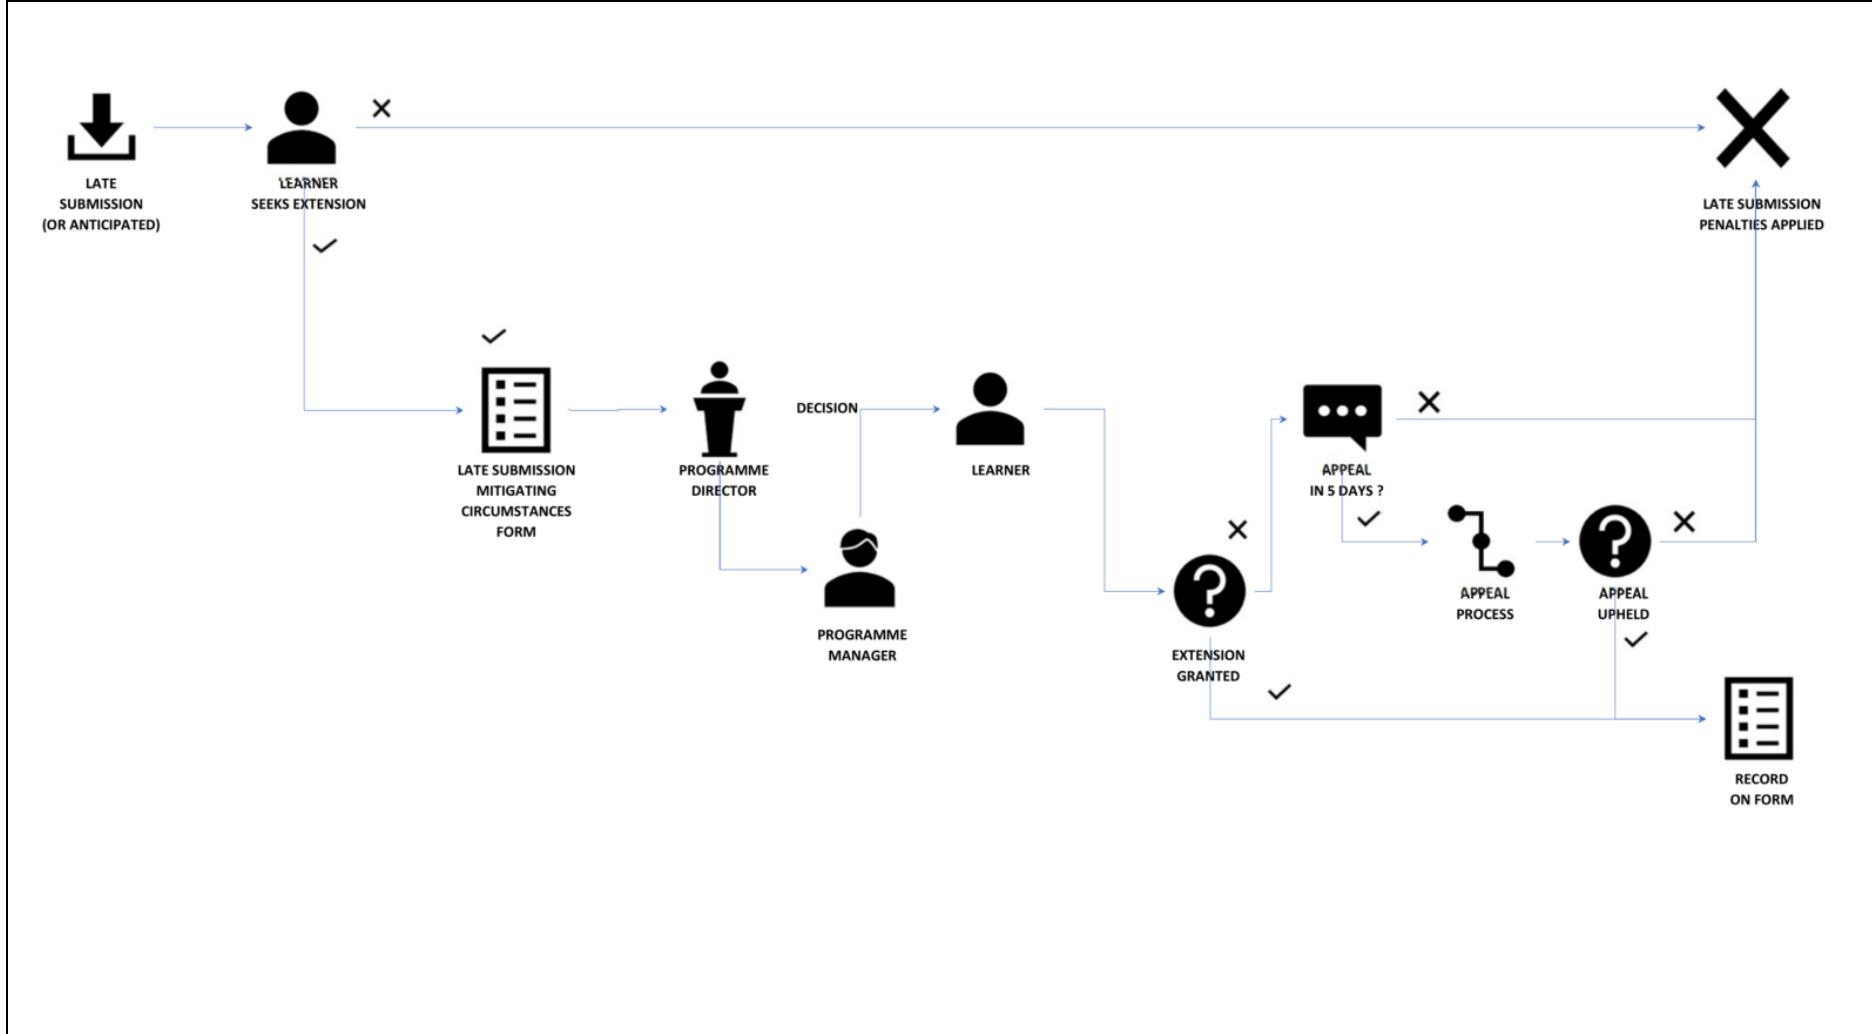 LATE
SUBMISSION
(OR ANTICIPATED)
LEARNER
SEEKS EXTENSION
LATE SUBMISSION
PENALTIES APPLIED
LATE SUBMISSION
MITIGATING
CIRCUMSTANCES
FORM
PROGRAMME
DIRECTOR
DECISION
PROGRAMME
MANAGER
LEARNER
EXTENSION
GRANTED
APPEAL
IN 5 DAYS ?
APPEAL
PROCESS
APPEAL
UPHELD
RECORD
ON FORM